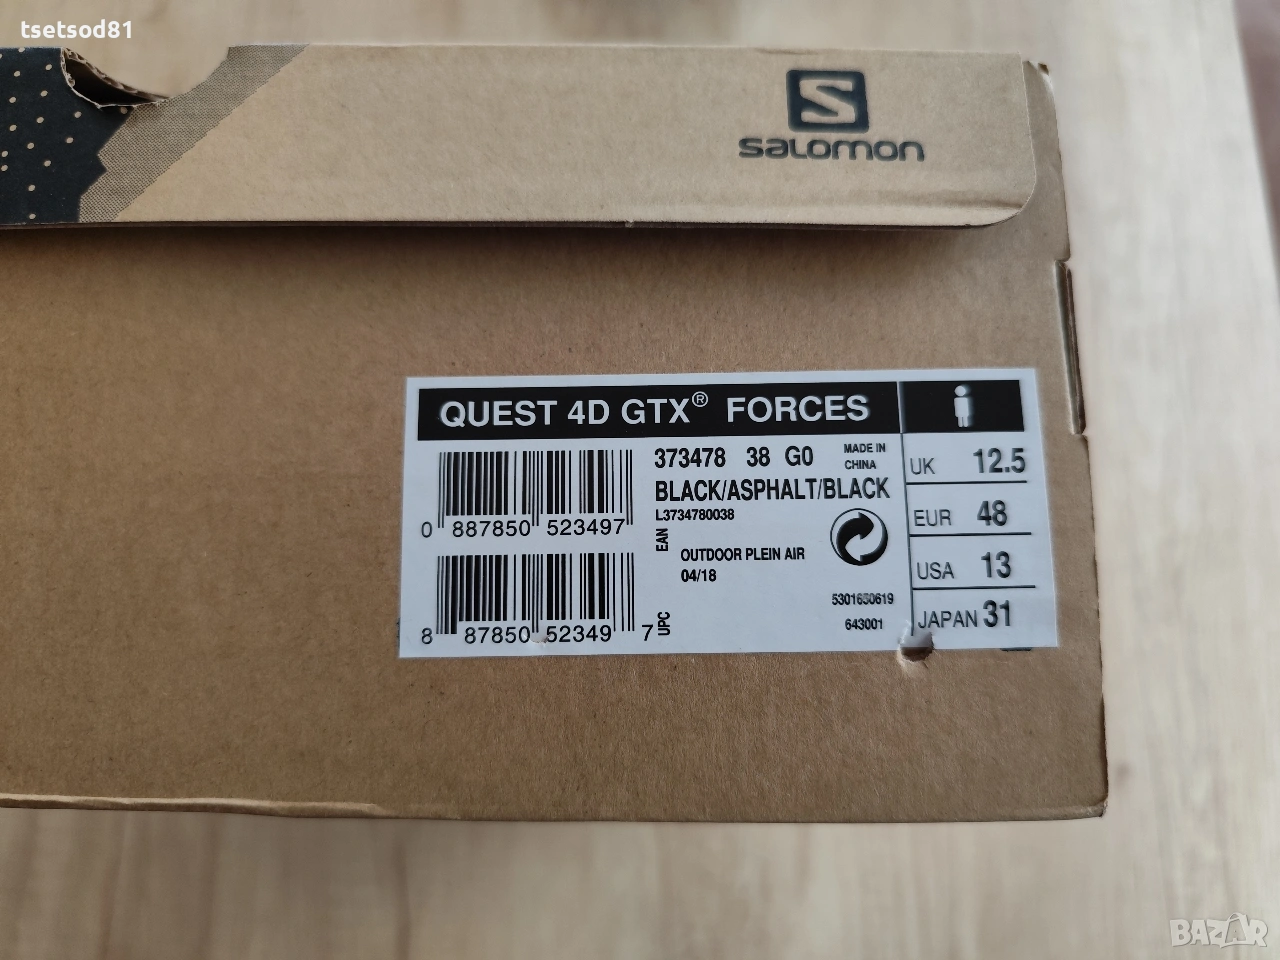 tsetsod81
S
salomon
QUEST 4D GTX® FORCES
373478 38 G0
MADE IN
CHINA
BLACK/ASPHALT/BLACK
L3734780038
0 887850 523497
EAN
OUTDOOR PLEIN AIR
04/18
5301650619
643001
8 87850 52349 7
UPC
UK 12.5
EUR 48
USA 13
JAPAN 31
BAZAR